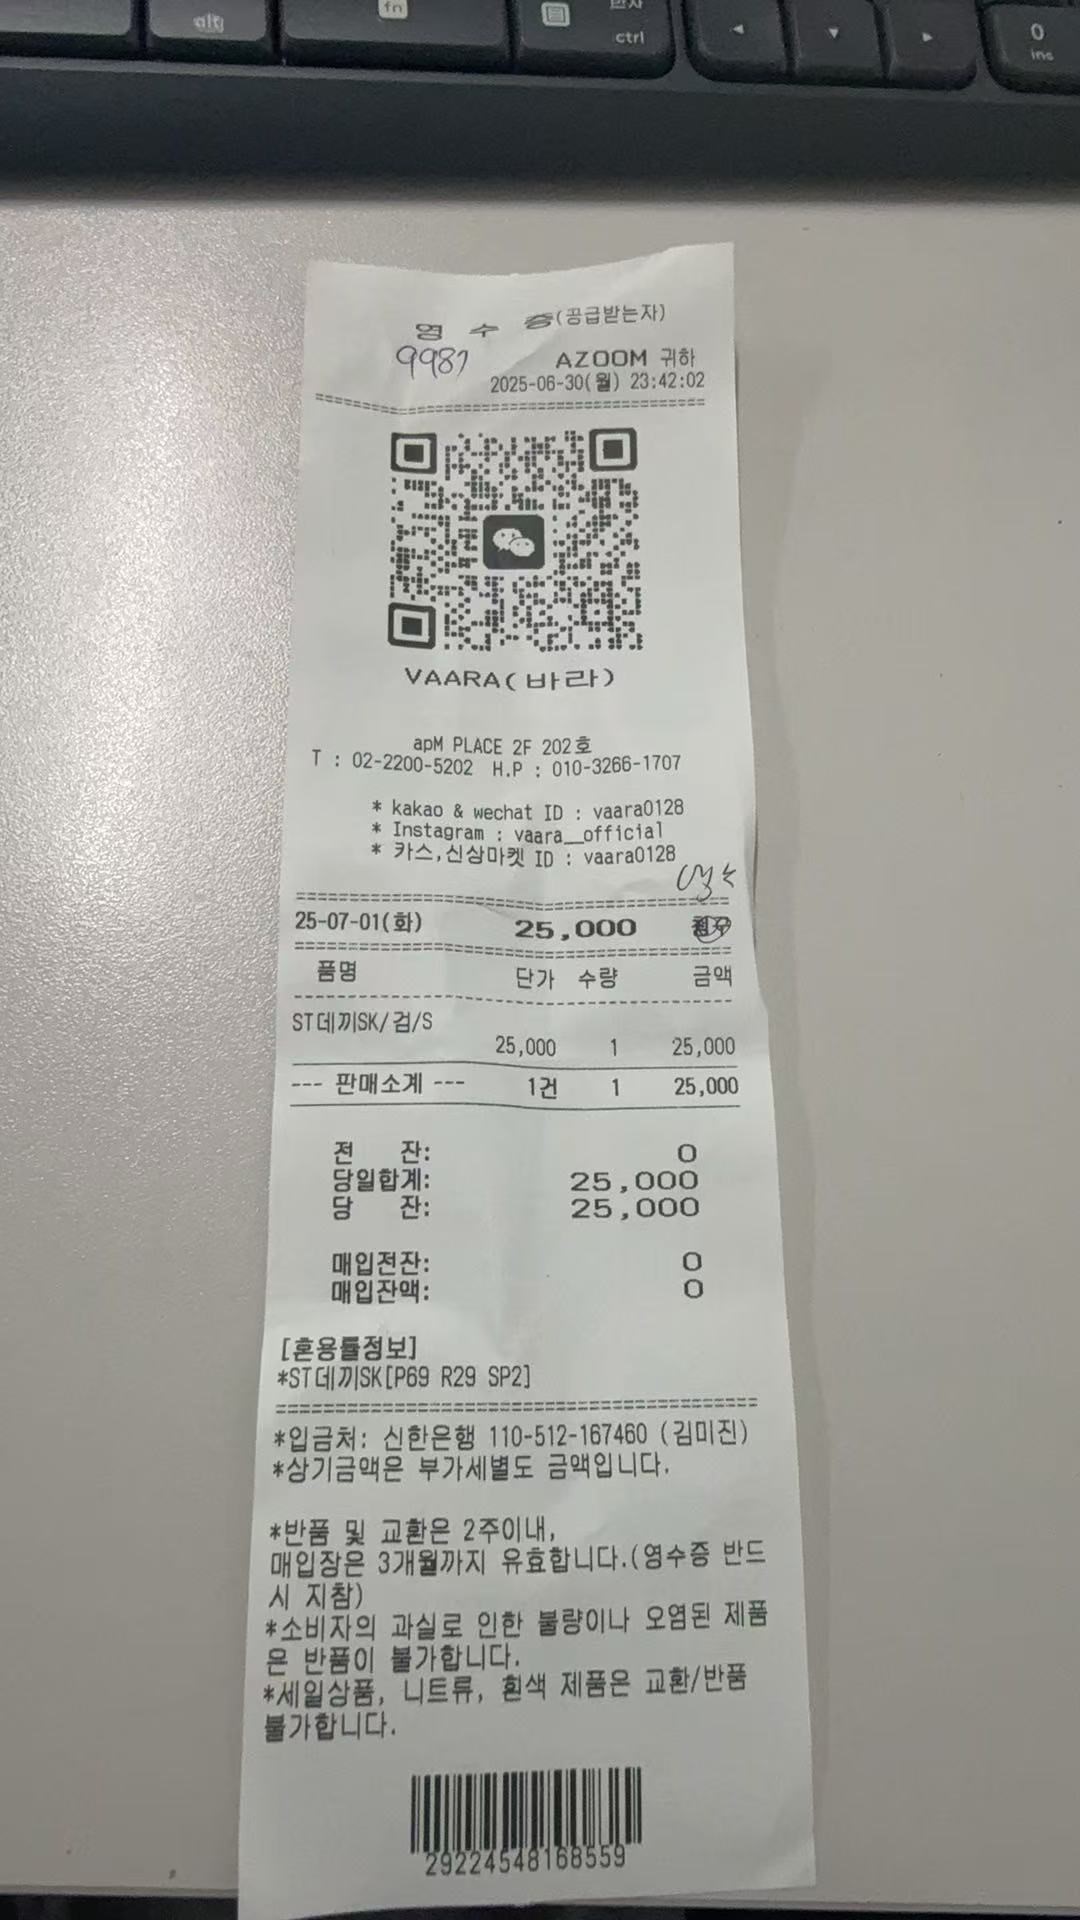 alt
fn
ctrl
0
ins
영 수 증(공급받는자)
9987
AZOOM 귀하
2025-06-30(월) 23:42:02
VAARA(바라)
apM PLACE 2F 202호
T : 02-2200-5202 H.P : 010-3266-1707
* kakao & wechat ID : vaara0128
* Instagram : vaara__official
* 카스,신상마켓 ID : vaara0128
25-07-01(화) 25,000
품명 단가 수량 금액
ST데끼SK/검/S
25,000 1 25,000
--- 판매소계 --- 1건 1 25,000
전 잔: 0
당일합계: 25,000
당 잔: 25,000
매입전잔: 0
매입잔액: 0
[혼용률정보]
*ST데끼SK[P69 R29 SP2]
*입금처: 신한은행 110-512-167460 (김미진)
*상기금액은 부가세별도 금액입니다.
*반품 및 교환은 2주이내,
매입장은 3개월까지 유효합니다.(영수증 반드
시 지참)
*소비자의 과실로 인한 불량이나 오염된 제품
은 반품이 불가합니다.
*세일상품, 니트류, 흰색 제품은 교환/반품
불가합니다.
29224548168559